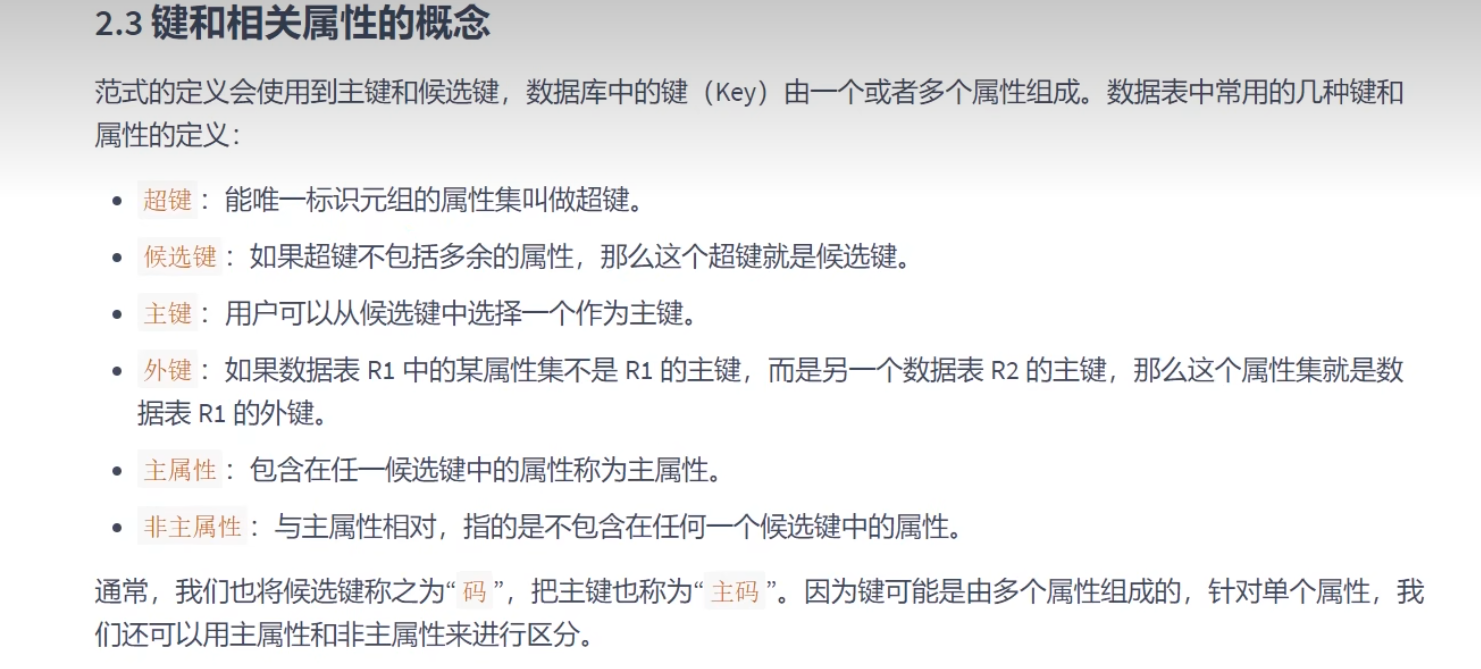 2.3 键和相关属性的概念
范式的定义会使用到主键和候选键，数据库中的键（Key）由一个或者多个属性组成。数据表中常用的几种键和
属性的定义：
• 超键：能唯一标识元组的属性集叫做超键。
• 候选键：如果超键不包括多余的属性，那么这个超键就是候选键。
• 主键：用户可以从候选键中选择一个作为主键。
• 外键：如果数据表 R1 中的某属性集不是 R1 的主键，而是另一个数据表 R2 的主键，那么这个属性集就是数
据表 R1 的外键。
• 主属性：包含在任一候选键中的属性称为主属性。
• 非主属性：与主属性相对，指的是不包含在任何一个候选键中的属性。
通常，我们也将候选键称之为“码”，把主键也称为“主码”。因为键可能是由多个属性组成的，针对单个属性，我
们还可以用主属性和非主属性来进行区分。